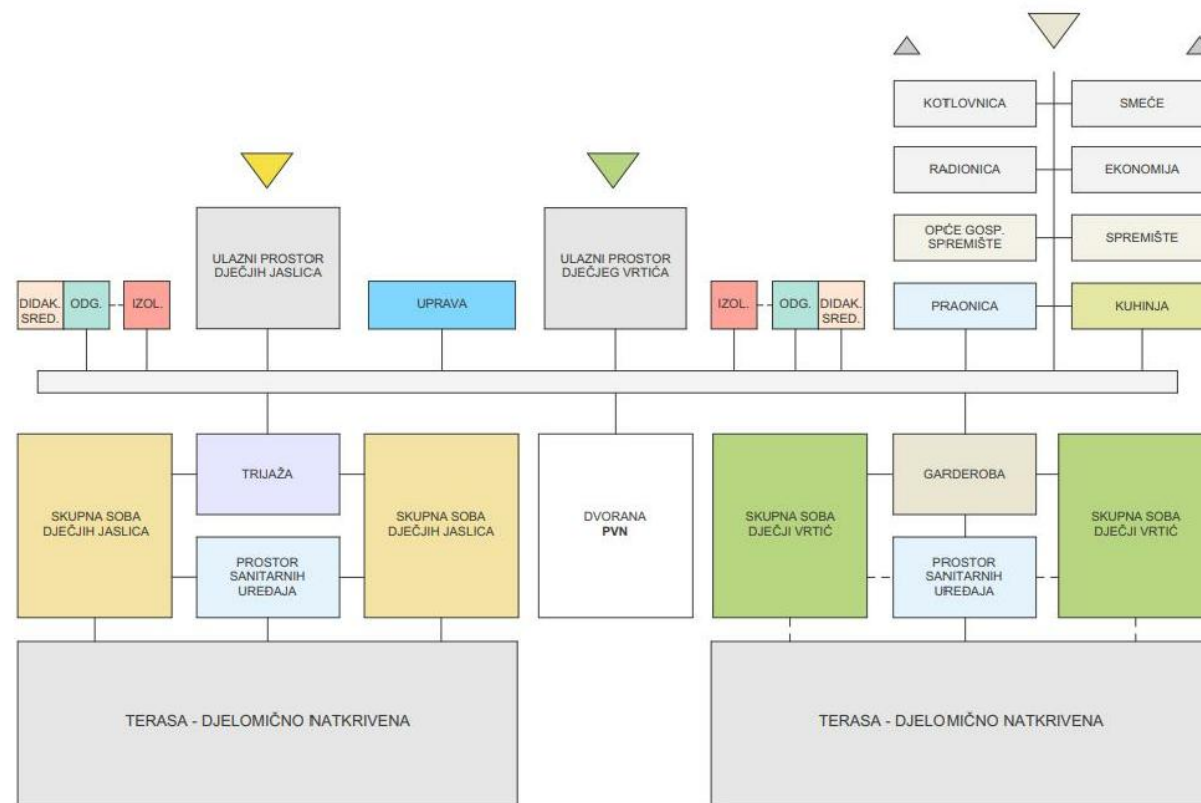 KOTLOVNICA
SMEĆE
RADIONICA
EKONOMIJA
OPĆE GOSP.
SPREMIŠTE
SPREMIŠTE
ULAZNI PROSTOR
DJEČJIH JASLICA
ULAZNI PROSTOR
DJEČJEG VRTIĆA
DIDAK.
SRED.
ODG.
IZOL.
UPRAVA
IZOL.
ODG.
DIDAK.
SRED.
PRAONICA
KUHINJA
SKUPNA SOBA
DJEČJIH JASLICA
TRIJAŽA
SKUPNA SOBA
DJEČJIH JASLICA
DVORANA
PVN
SKUPNA SOBA
DJEČJI VRTIĆ
GARDEROBA
SKUPNA SOBA
DJEČJI VRTIĆ
PROSTOR
SANITARNIH
UREĐAJA
PROSTOR
SANITARNIH
UREĐAJA
TERASA - DJELOMIČNO NATKRIVENA
TERASA - DJELOMIČNO NATKRIVENA